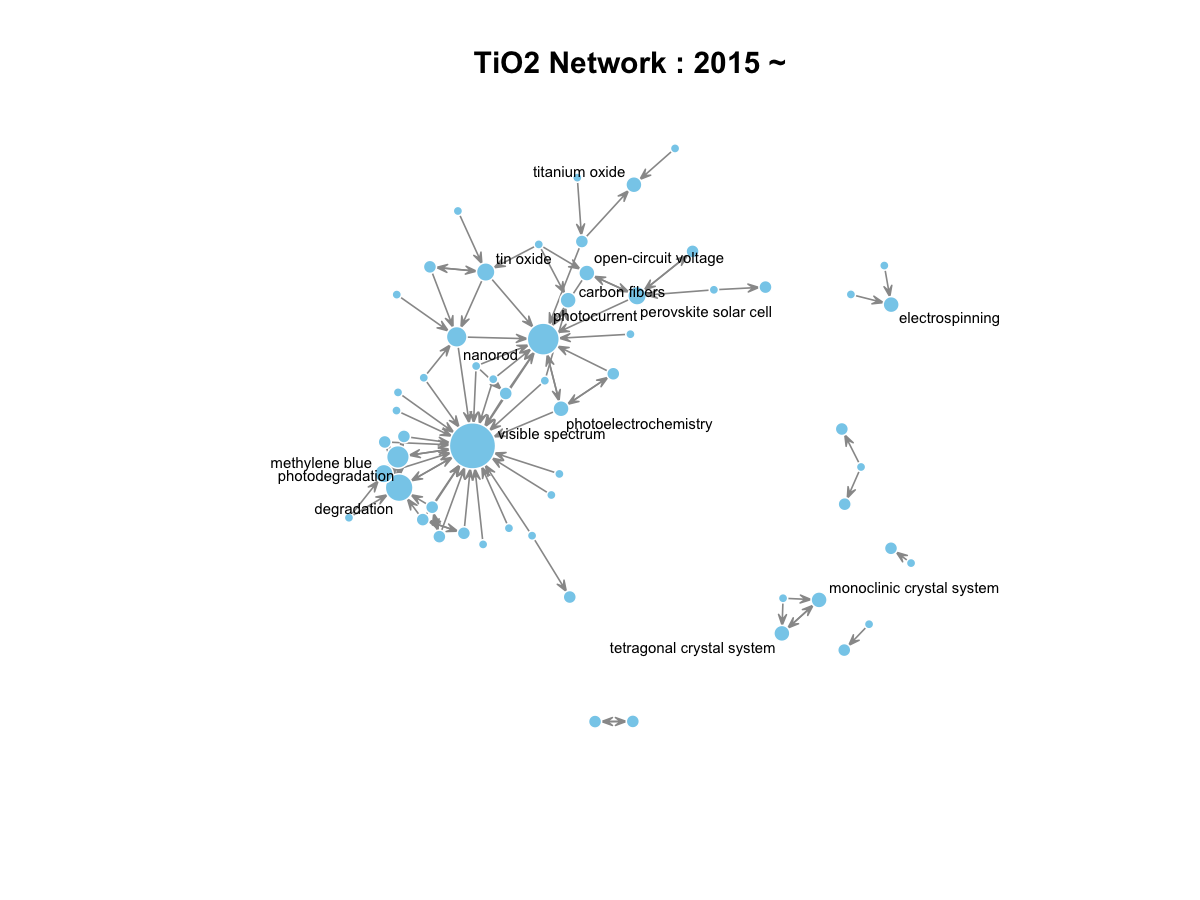 TiO2 Network : 2015 ~
titanium oxide
tin oxide
open-circuit voltage
carbon fibers
perovskite solar cell
photocurrent
electrospinning
nanorod
photoelectrochemistry
visible spectrum
methylene blue
photodegradation
degradation
monoclinic crystal system
tetragonal crystal system